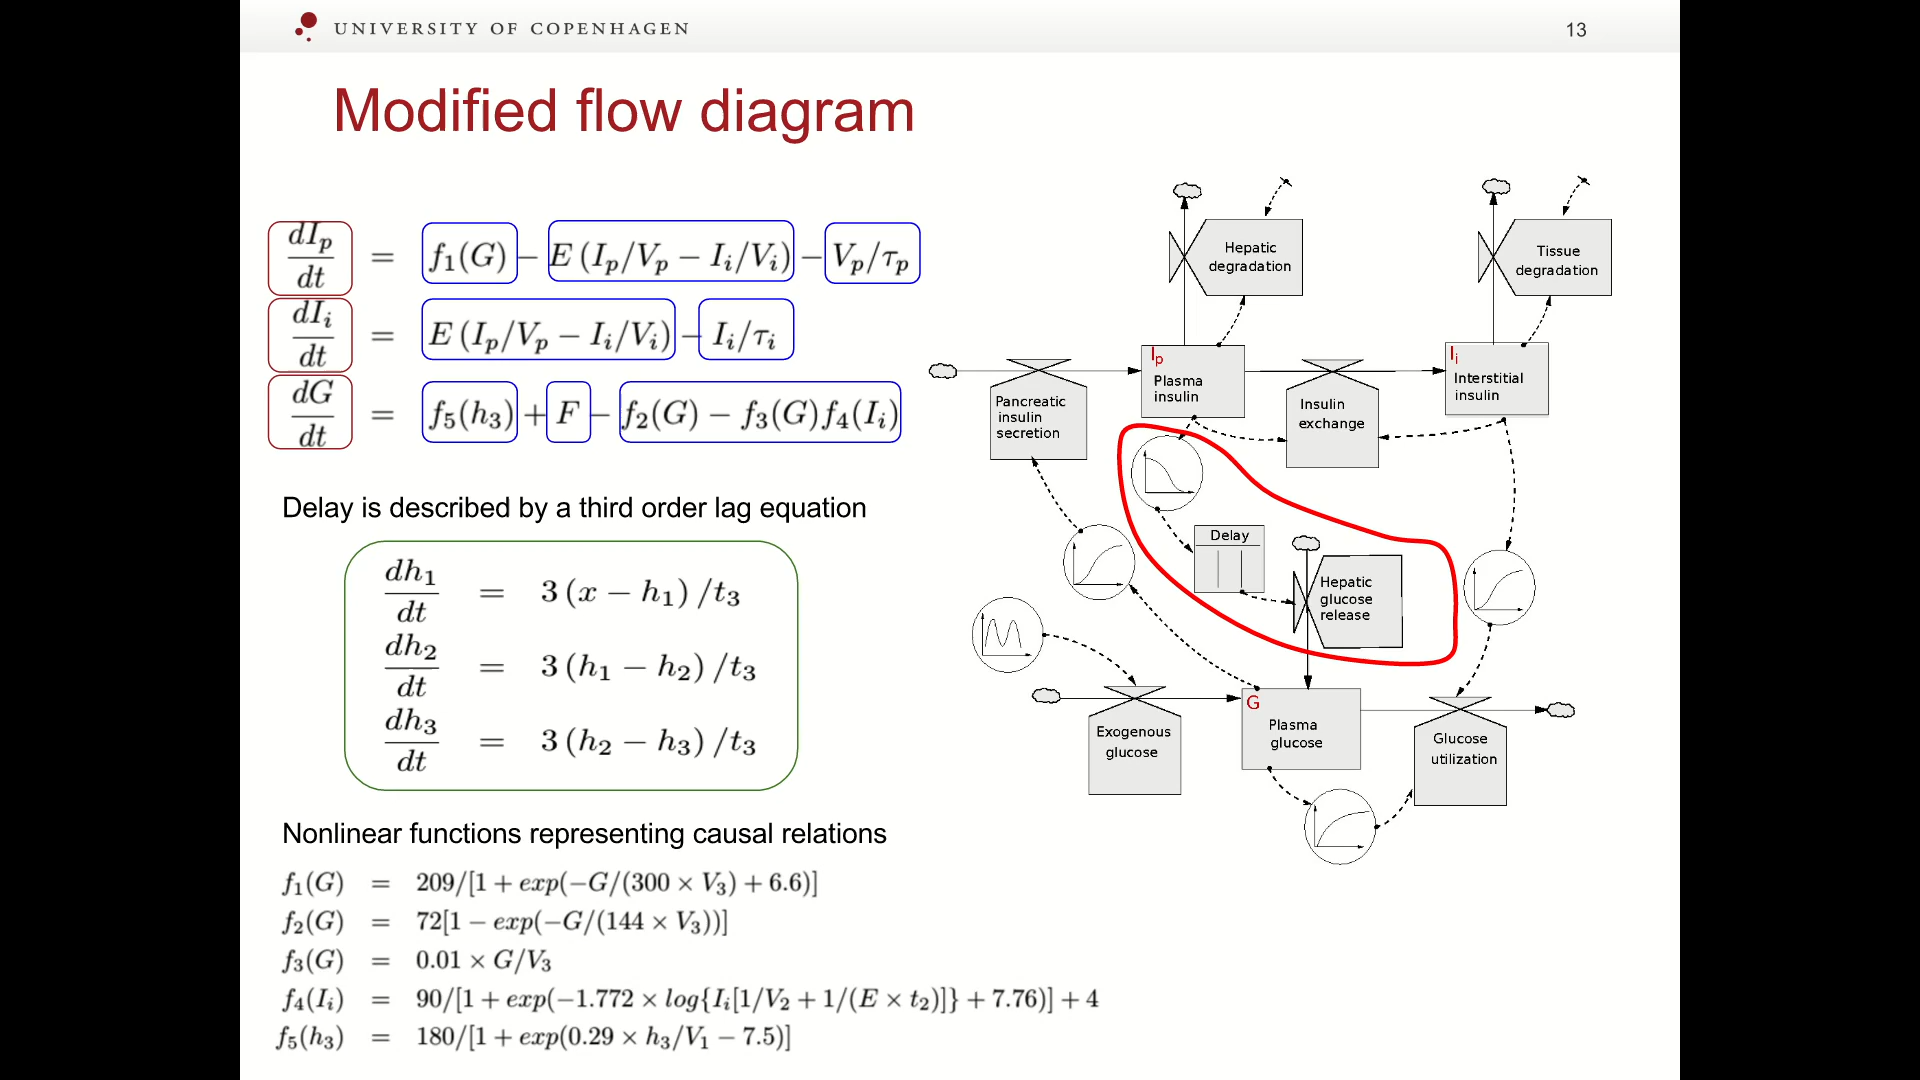 UNIVERSITY OF COPENHAGEN
13
Modified flow diagram
dI_p/dt = f_1(G) − E (I_p/V_p − I_i/V_i) − V_p/τ_p
dI_i/dt = E (I_p/V_p − I_i/V_i) − I_i/τ_i
dG/dt = f_5(h_3) + F − f_2(G) − f_3(G)f_4(I_i)
Delay is described by a third order lag equation
dh_1/dt = 3 (x − h_1) /t_3
dh_2/dt = 3 (h_1 − h_2) /t_3
dh_3/dt = 3 (h_2 − h_3) /t_3
Nonlinear functions representing causal relations
f_1(G) = 209/[1 + exp(−G/(300 × V_3) + 6.6)]
f_2(G) = 72[1 − exp(−G/(144 × V_3))]
f_3(G) = 0.01 × G/V_3
f_4(I_i) = 90/[1 + exp(−1.772 × log{I_i[1/V_2 + 1/(E × t_2)]} + 7.76)] + 4
f_5(h_3) = 180/[1 + exp(0.29 × h_3/V_1 − 7.5)]
Hepatic
degradation
Tissue
degradation
I_p
Plasma
insulin
I_i
Interstitial
insulin
Pancreatic
insulin
secretion
Insulin
exchange
Delay
Hepatic
glucose
release
Exogenous
glucose
G
Plasma
glucose
Glucose
utilization